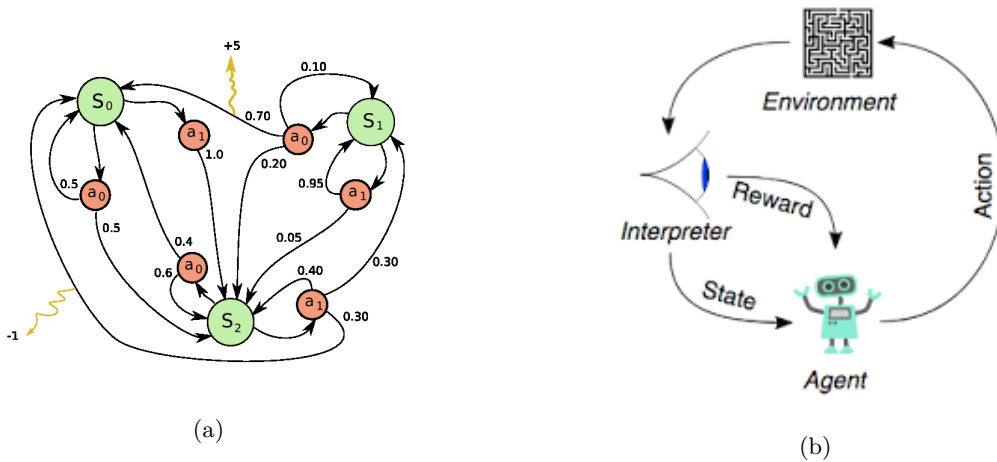 +5
0.10
S0
a1
0.70
a0
S1
1.0
0.20
0.5
a0
0.95
a1
0.5
0.4
0.05
a0
0.6
0.40
0.30
S2
a1
0.30
-1
(a)
Environment
Reward
Interpreter
Action
State
Agent
(b)